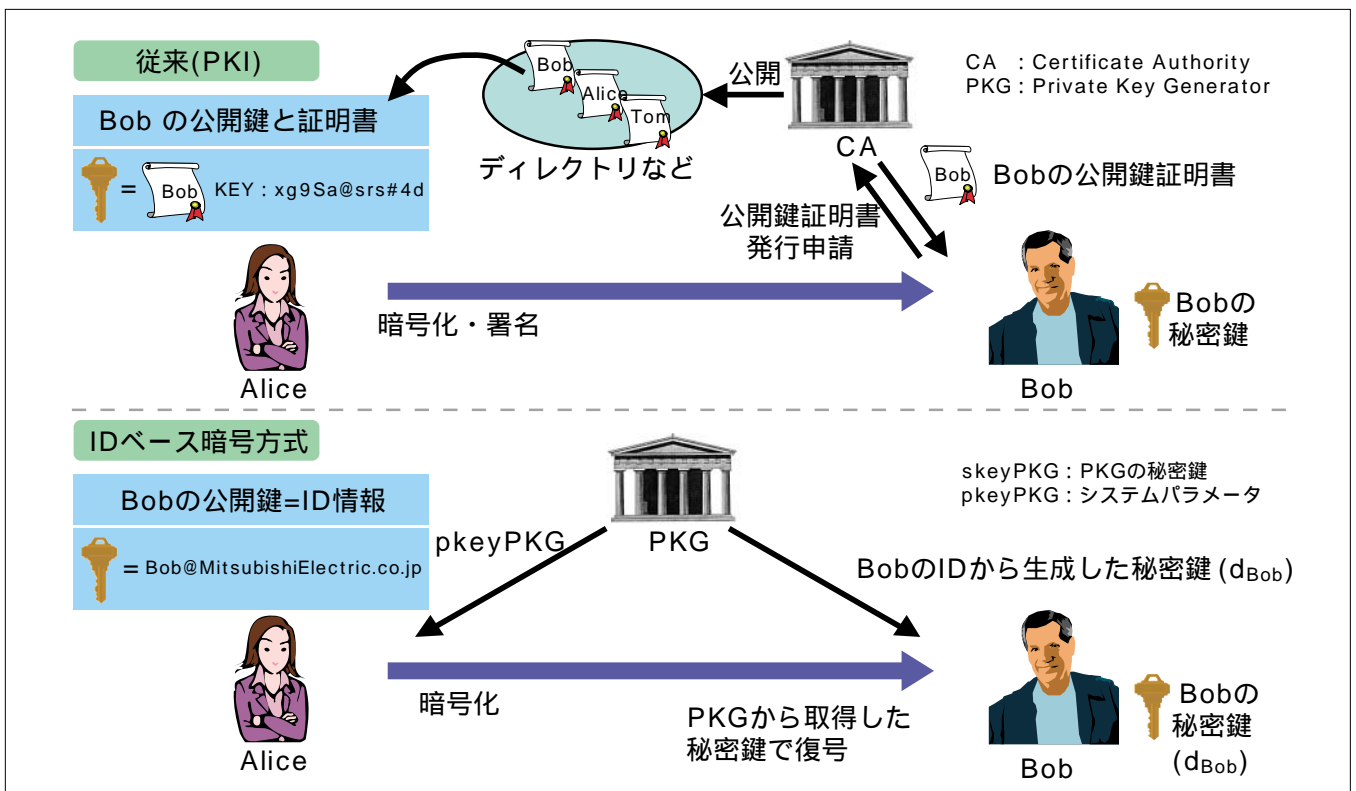 従来(PKI)
Bob の公開鍵と証明書
= Bob KEY : xg9Sa@srs#4d
Bob
Alice
Tom
ディレクトリなど
公開
CA
CA : Certificate Authority
PKG : Private Key Generator
Bob
Bobの公開鍵証明書
公開鍵証明書
発行申請
暗号化・署名
Alice
Bob
Bobの
秘密鍵
IDベース暗号方式
Bobの公開鍵=ID情報
= Bob@MitsubishiElectric.co.jp
pkeyPKG
PKG
skeyPKG : PKGの秘密鍵
pkeyPKG : システムパラメータ
BobのIDから生成した秘密鍵 (dBob)
暗号化
PKGから取得した
秘密鍵で復号
Alice
Bob
Bobの
秘密鍵
(dBob)